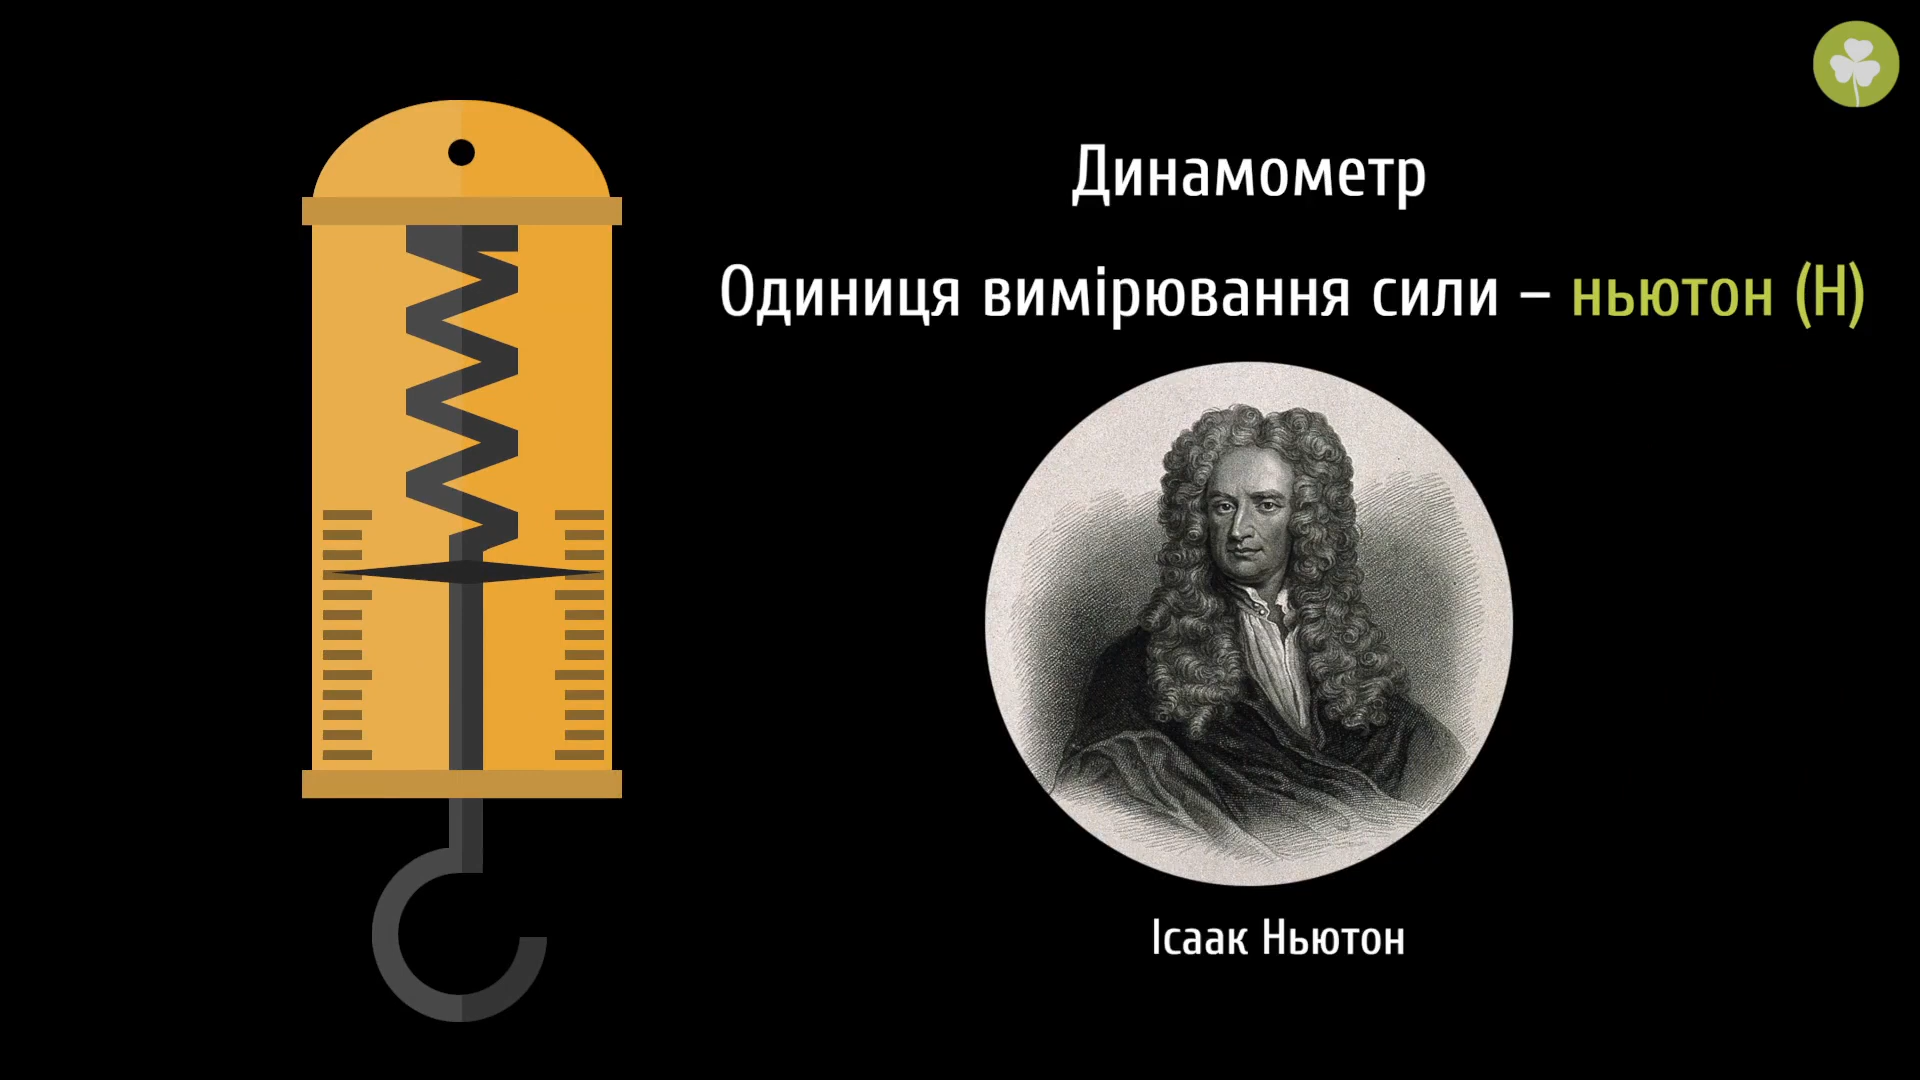 Динамометр
Одиниця вимірювання сили – ньютон (Н)
Ісаак Ньютон